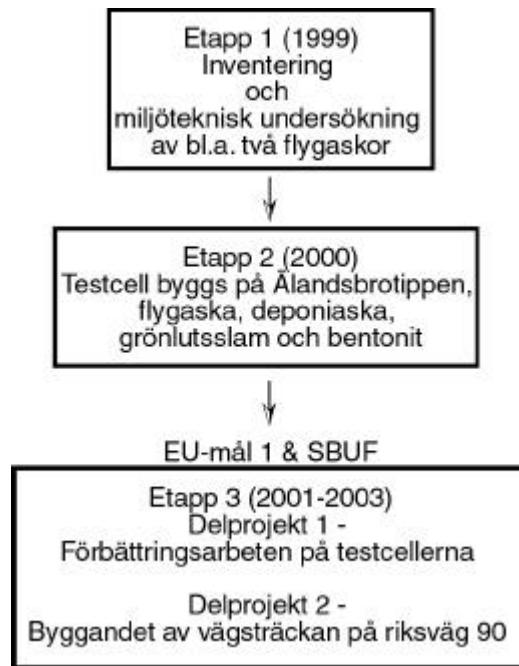 Etapp 1 (1999)
Inventering
och
miljöteknisk undersökning
av bl.a. två flygaskor
Etapp 2 (2000)
Testcell byggs på Älandsbrotippen,
flygaska, deponiaska,
grönlutsslam och bentonit
EU-mål 1 & SBUF
Etapp 3 (2001-2003)
Delprojekt 1 -
Förbättringsarbeten på testcellerna
Delprojekt 2 -
Byggandet av vägsträckan på riksväg 90